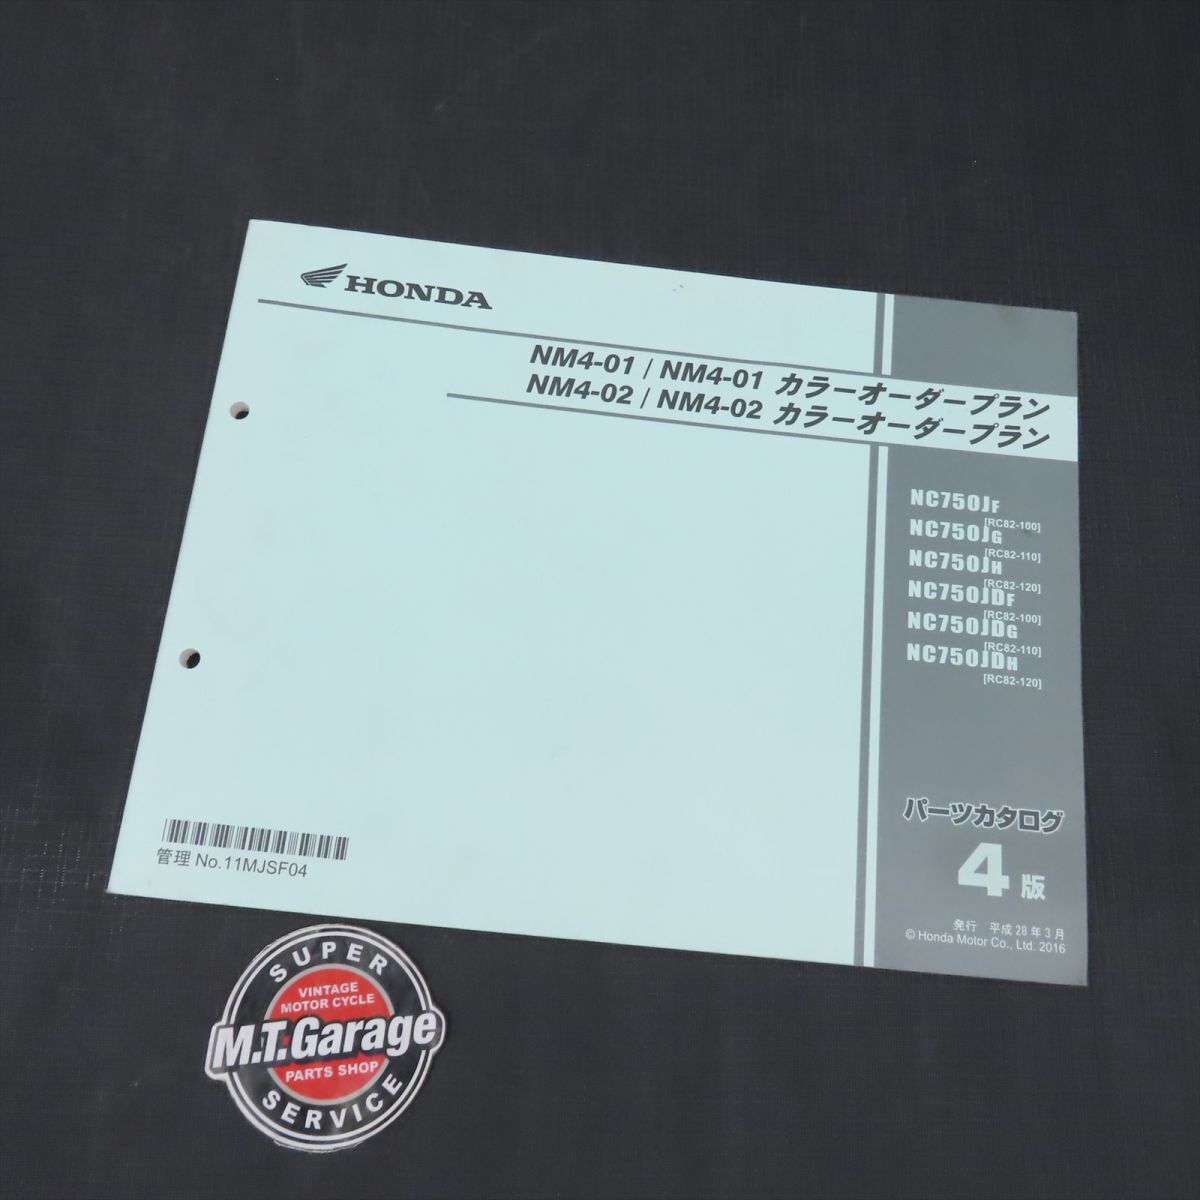 HONDA
NM4-01 / NM4-01 カラーオーダープラン
NM4-02 / NM4-02 カラーオーダープラン
NC750JF
[RC82-100]
NC750JG
[RC82-110]
NC750JH
[RC82-120]
NC750JDF
[RC82-100]
NC750JDG
[RC82-110]
NC750JDH
[RC82-120]
パーツカタログ
4版
発行 平成28年3月
© Honda Motor Co., Ltd. 2016
管理 No.11MJSF04
SUPER
VINTAGE
MOTOR CYCLE
M.T.Garage
PARTS SHOP
SERVICE